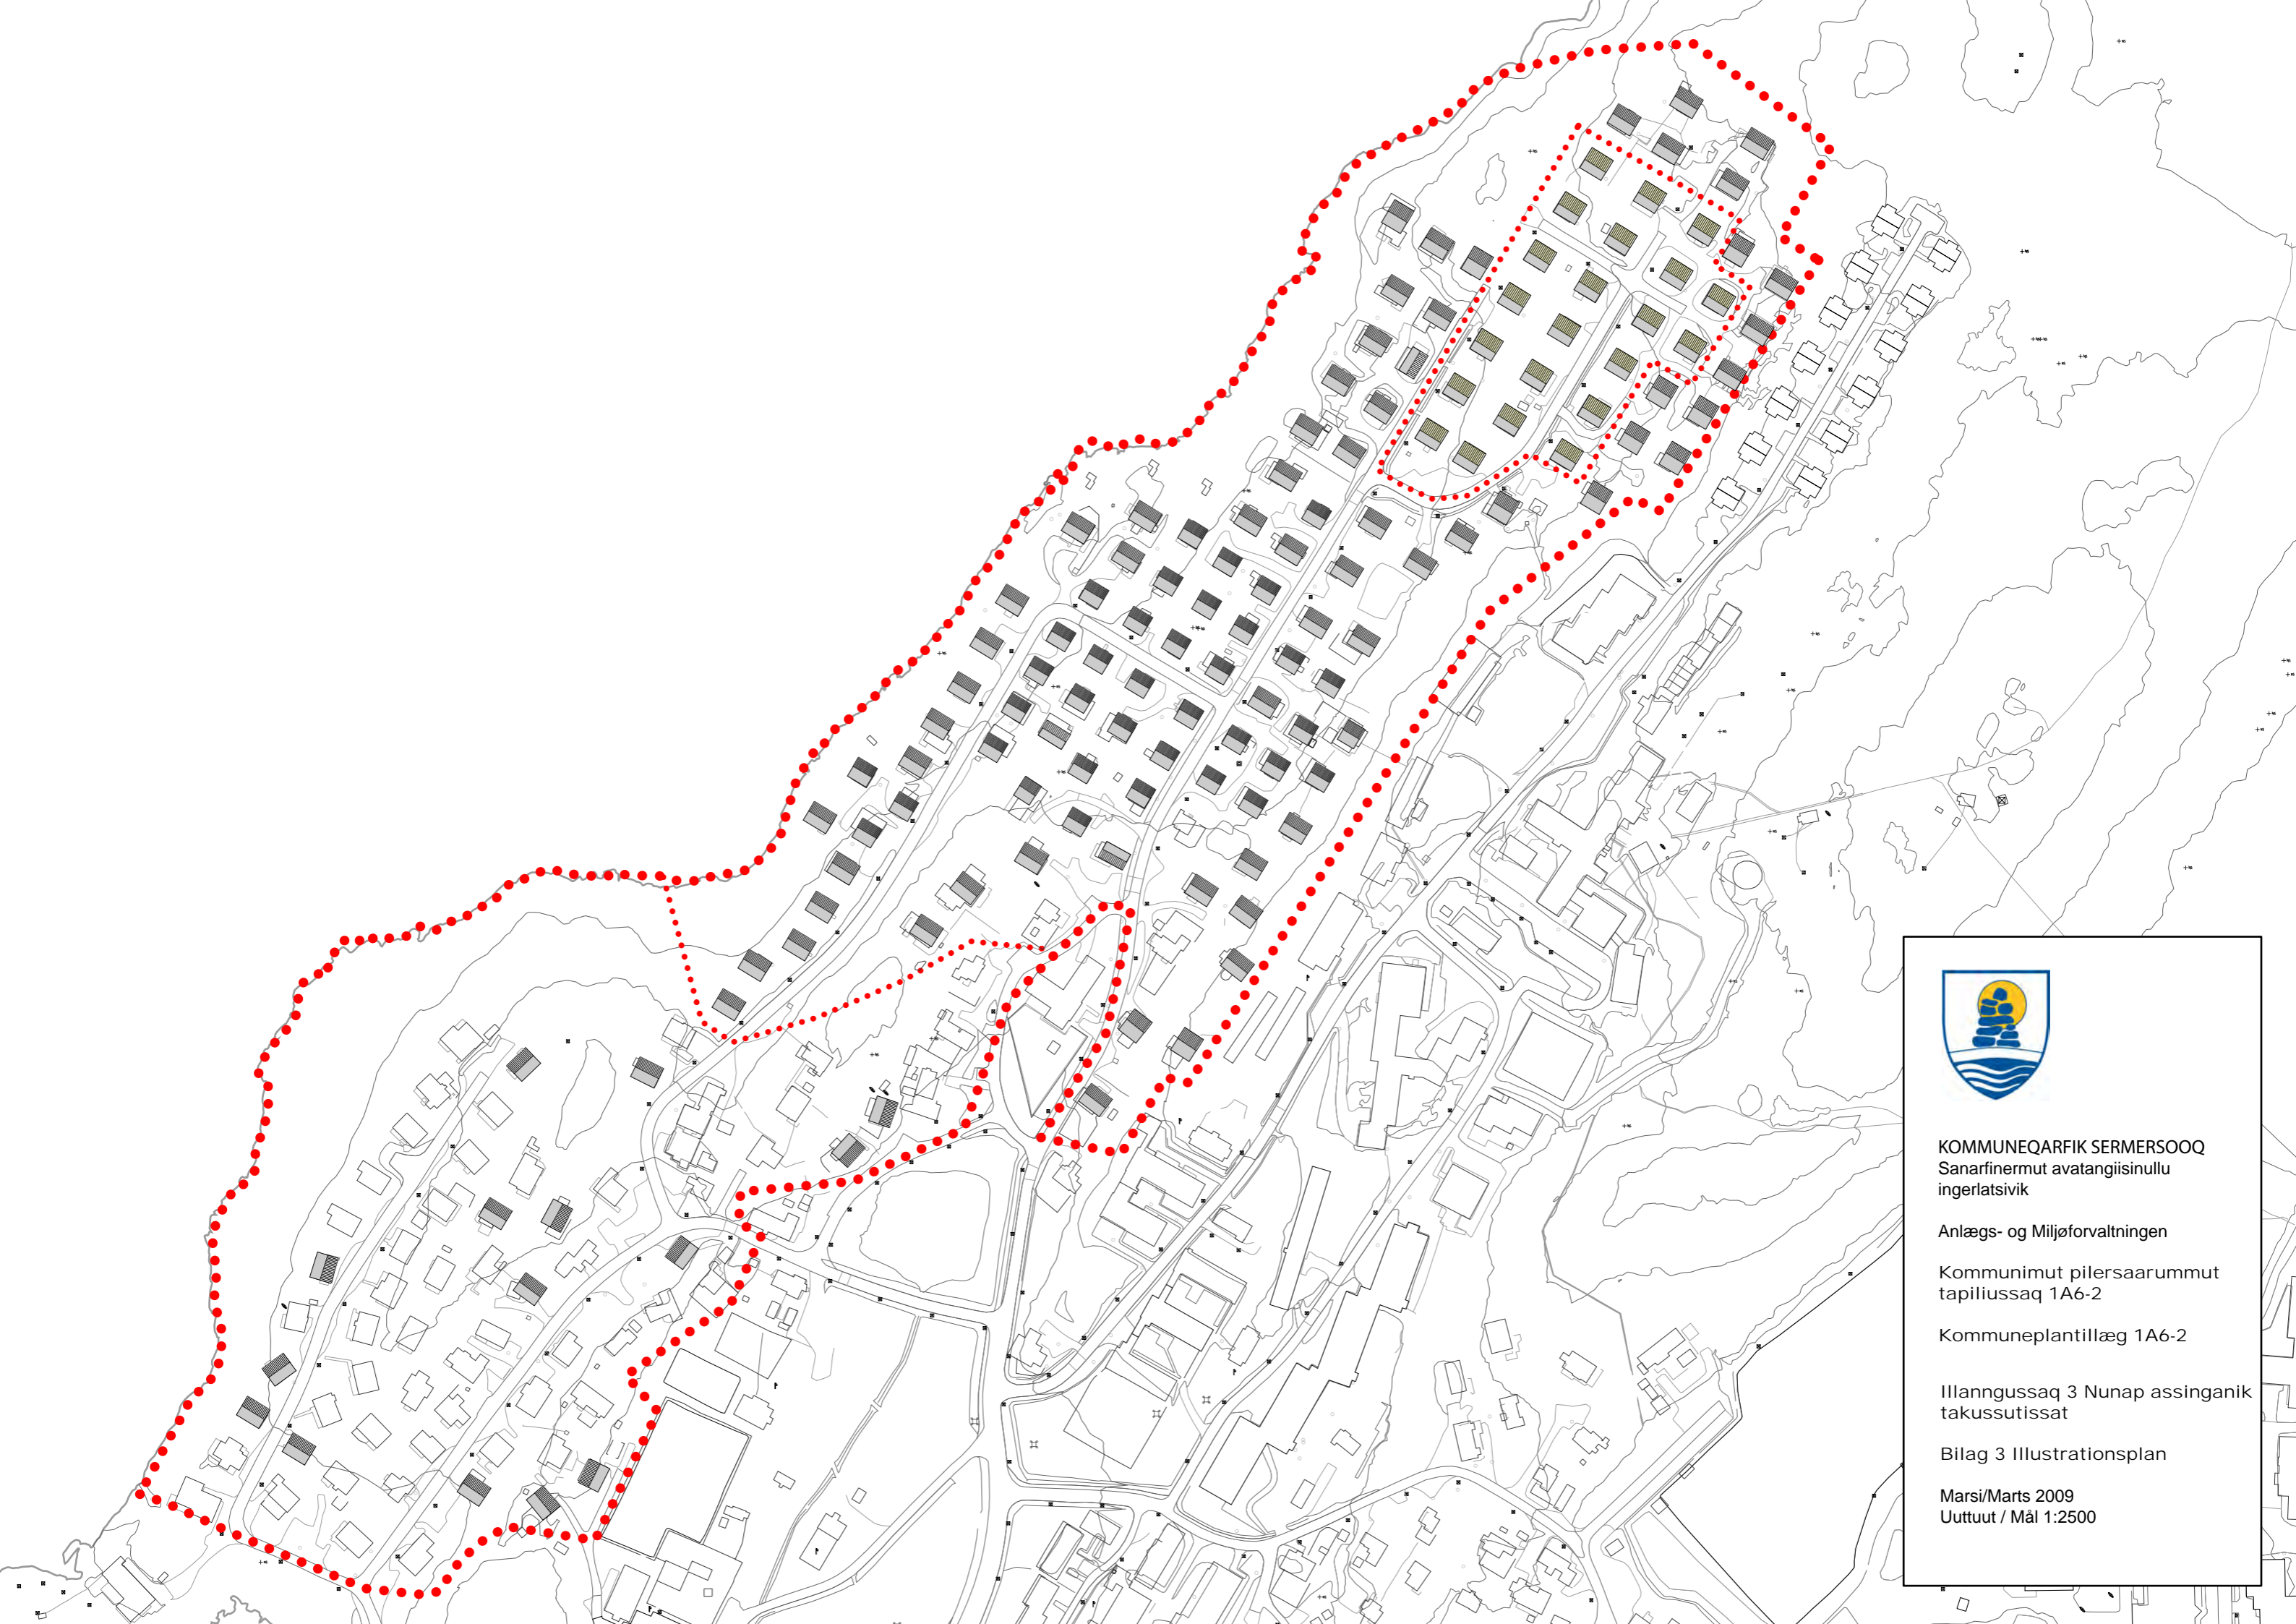 KOMMUNEQARFIK SERMERSOOQ
Sanarfinermut avatangiisinullu
ingerlatsivik
Anlægs- og Miljøforvaltningen
Kommunimut pilersaarummut
tapiliussaq 1A6-2
Kommuneplantillæg 1A6-2
Illanngussaq 3 Nunap assinganik
takussutissat
Bilag 3 Illustrationsplan
Marsi/Marts 2009
Uuttuut / Mål 1:2500